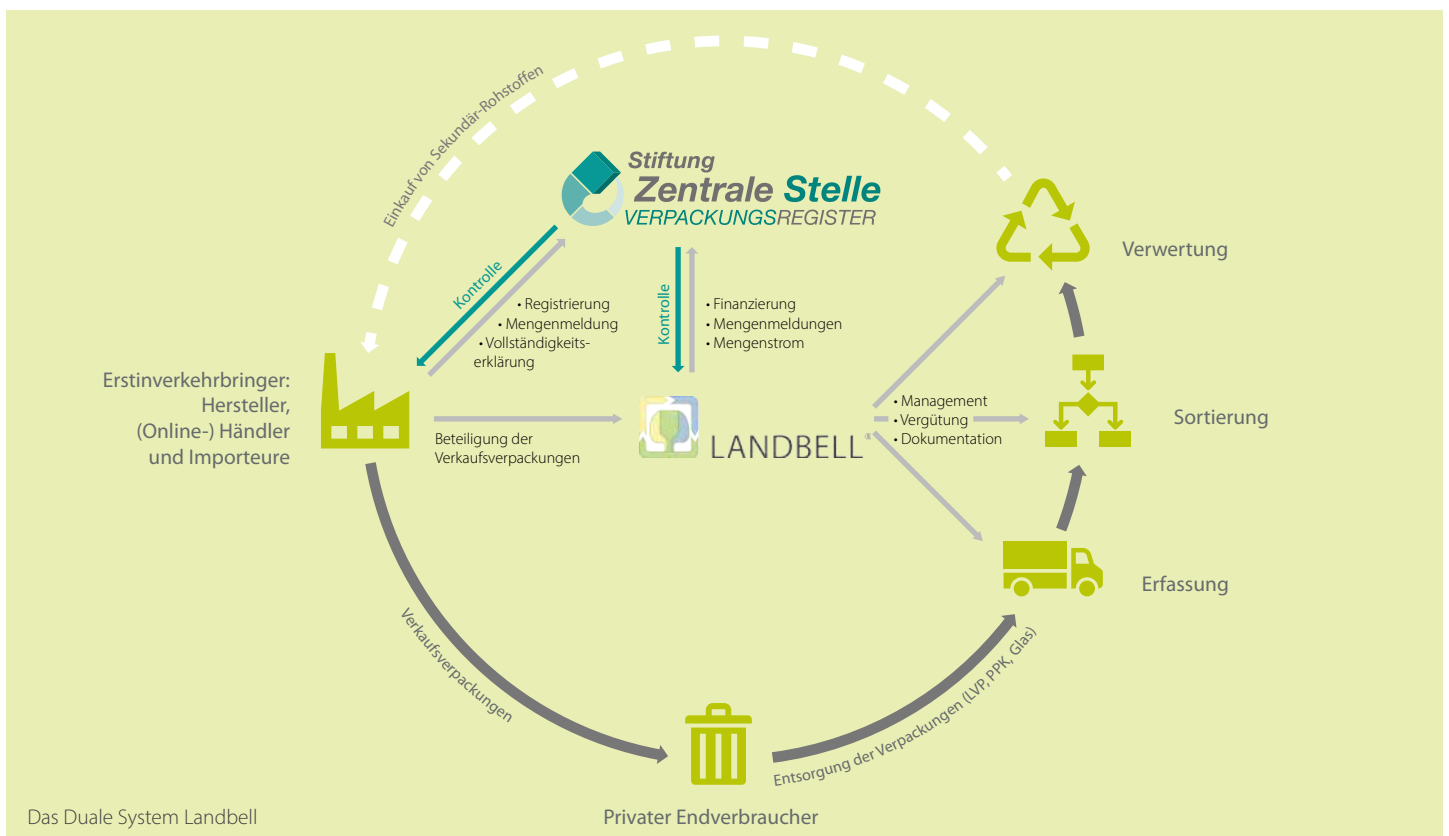 Einkauf von Sekundär-Rohstoffen
Stiftung
Zentrale Stelle
VERPACKUNGSREGISTER
Verwertung
Kontrolle
• Registrierung
• Mengenmeldung
• Vollständigkeits-
erklärung
Kontrolle
• Finanzierung
• Mengenmeldungen
• Mengenstrom
Erstinverkehrbringer:
Hersteller,
(Online-) Händler
und Importeure
Beteiligung der
Verkaufsverpackungen
LANDBELL®
• Management
• Vergütung
• Dokumentation
Sortierung
Erfassung
Verkaufsverpackungen
Entsorgung der Verpackungen (LVP, PPK, Glas)
Das Duale System Landbell
Privater Endverbraucher